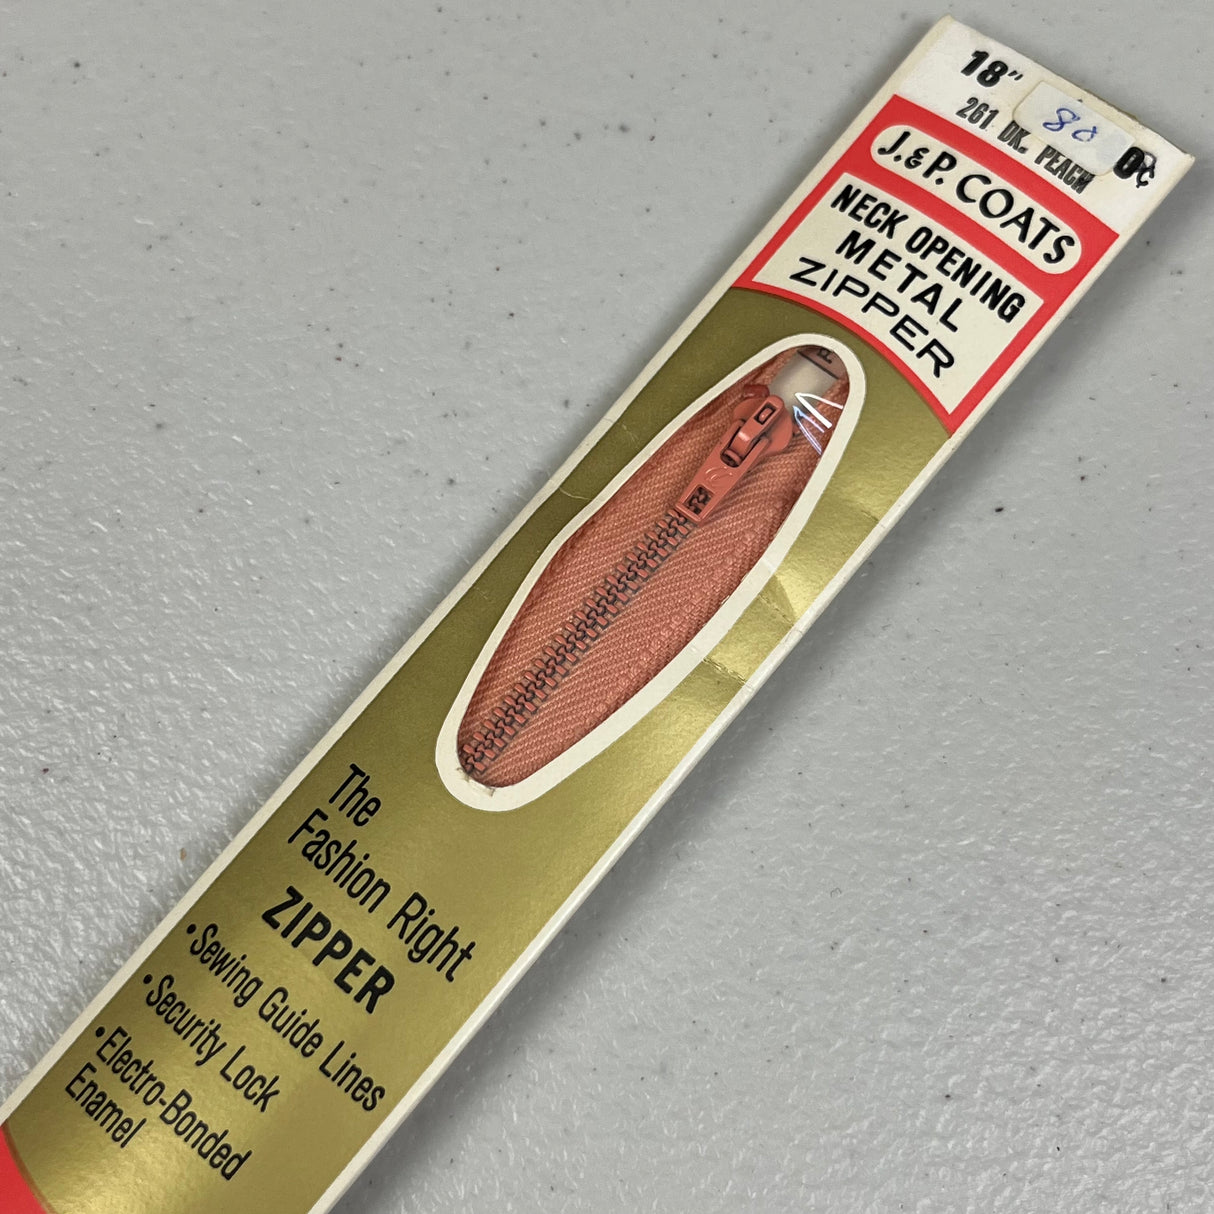 18"
80
261 DK. PEACH 0¢
J.&P. COATS
NECK OPENING
METAL
ZIPPER
The
Fashion Right
ZIPPER
•Sewing Guide Lines
•Security Lock
•Electro-Bonded
Enamel